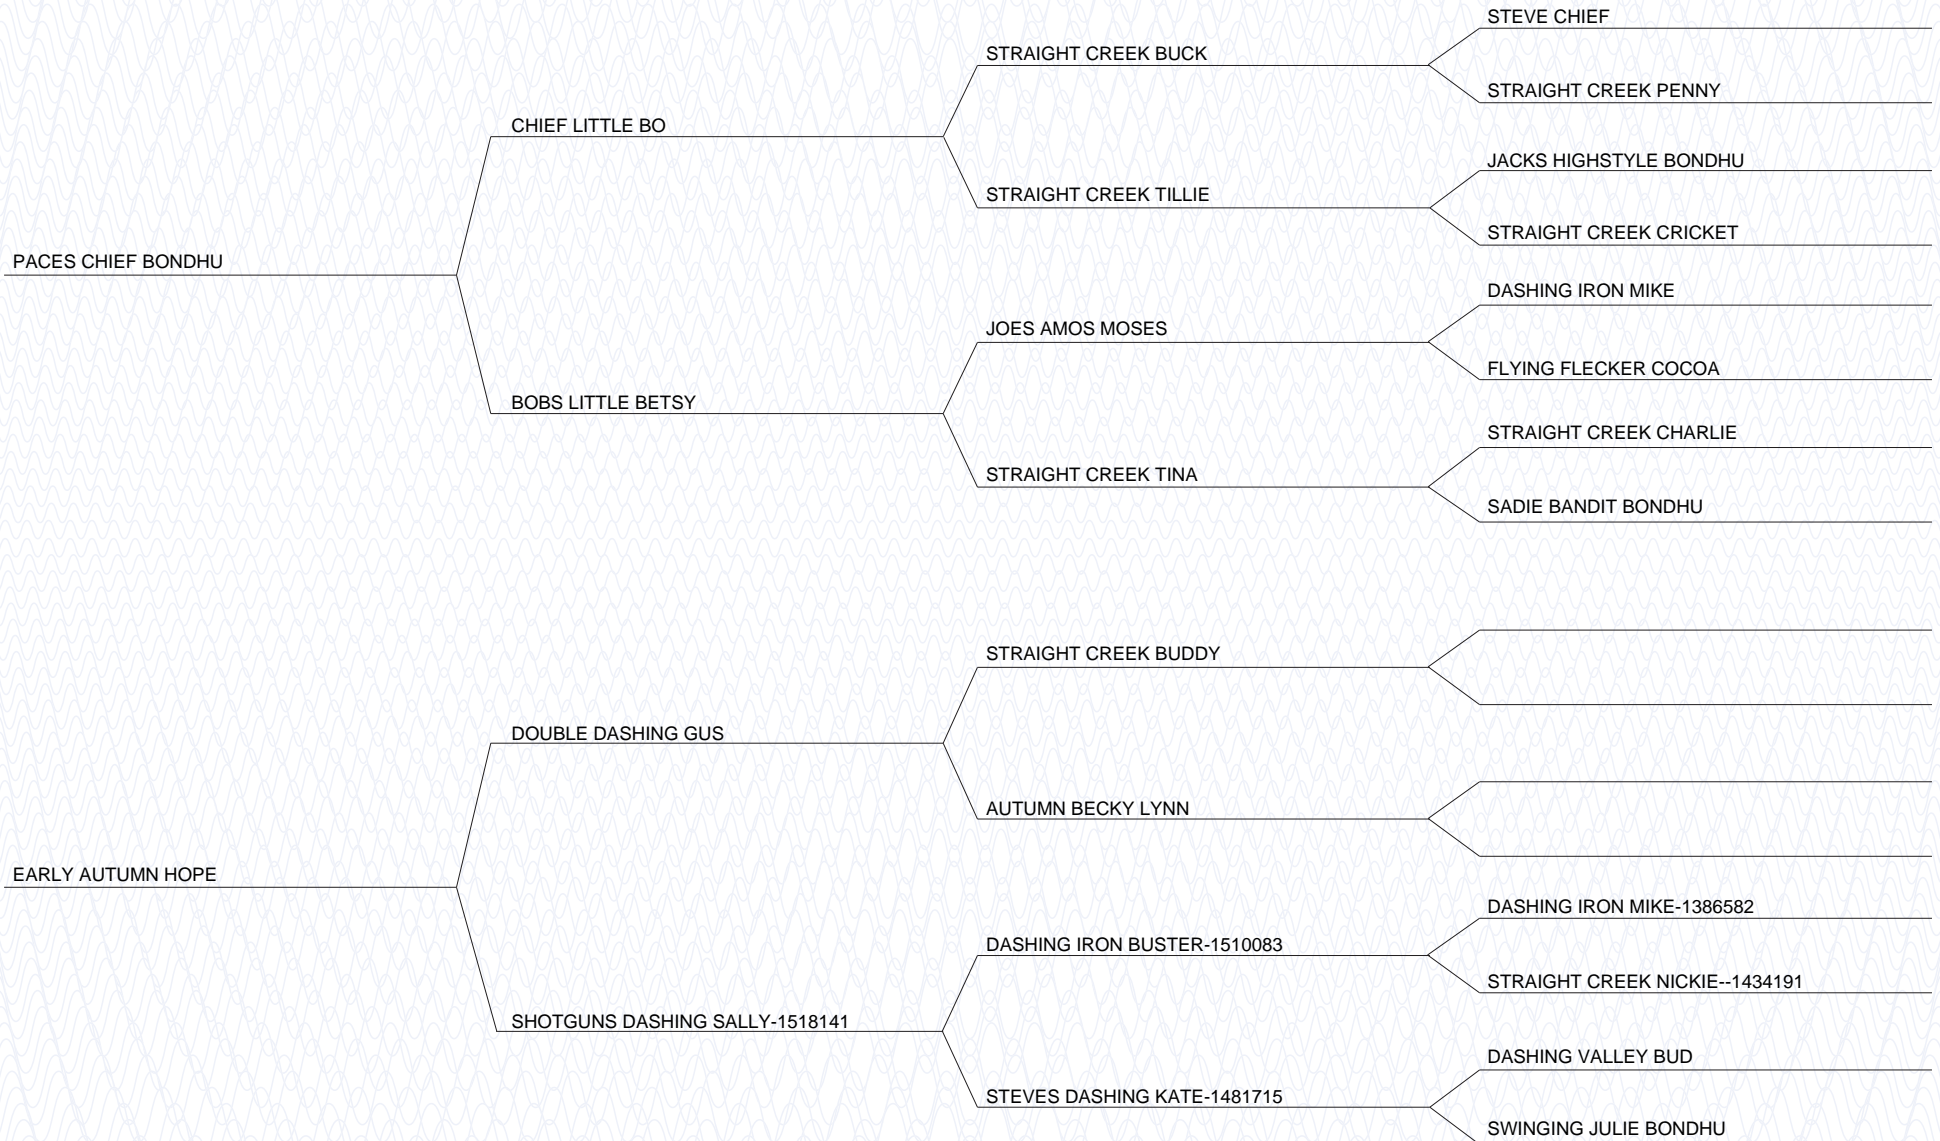 STEVE CHIEF
STRAIGHT CREEK BUCK
STRAIGHT CREEK PENNY
CHIEF LITTLE BO
JACKS HIGHSTYLE BONDHU
STRAIGHT CREEK TILLIE
STRAIGHT CREEK CRICKET
PACES CHIEF BONDHU
DASHING IRON MIKE
JOES AMOS MOSES
FLYING FLECKER COCOA
BOBS LITTLE BETSY
STRAIGHT CREEK CHARLIE
STRAIGHT CREEK TINA
SADIE BANDIT BONDHU
STRAIGHT CREEK BUDDY
DOUBLE DASHING GUS
AUTUMN BECKY LYNN
EARLY AUTUMN HOPE
DASHING IRON MIKE-1386582
DASHING IRON BUSTER-1510083
STRAIGHT CREEK NICKIE--1434191
SHOTGUNS DASHING SALLY-1518141
DASHING VALLEY BUD
STEVES DASHING KATE-1481715
SWINGING JULIE BONDHU